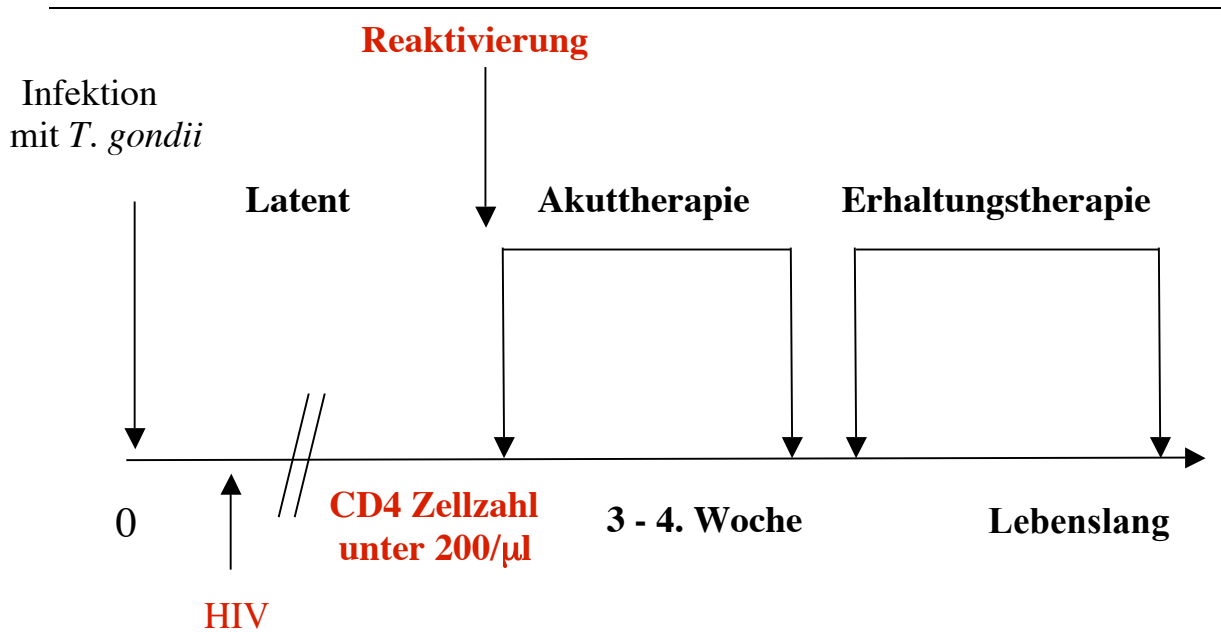 Reaktivierung
Infektion
mit T. gondii
Latent
Akuttherapie
Erhaltungstherapie
0
CD4 Zellzahl
unter 200/µl
3 - 4. Woche
Lebenslang
HIV